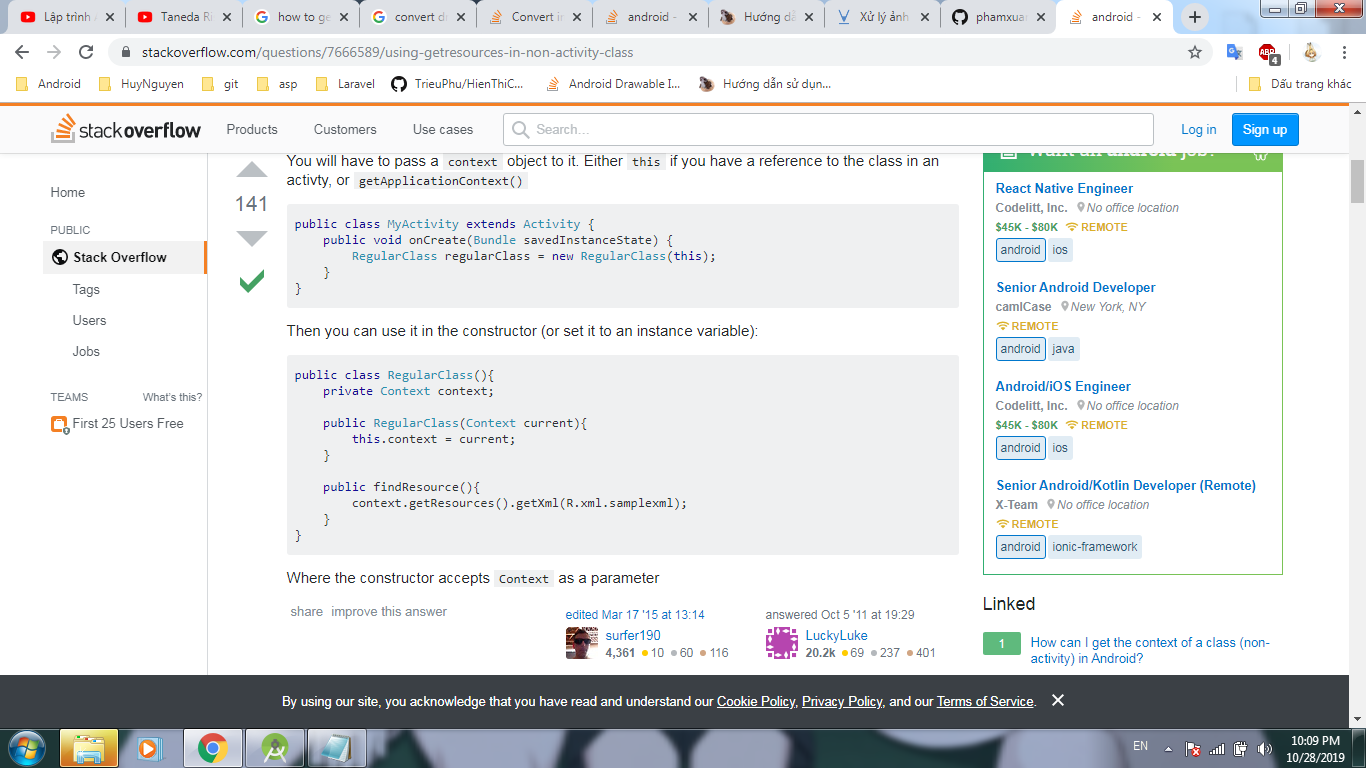 Lập trình
Taneda Ri
how to ge
convert dr
Convert in
android -
Hướng dẫ
Xử lý ảnh
phamxuan
android -
stackoverflow.com/questions/7666589/using-getresources-in-non-activity-class
4
Android
HuyNguyen
git
asp
Laravel
TrieuPhu/HienThiC...
Android Drawable I...
Hướng dẫn sử dụn...
Dấu trang khác
stackoverflow
Products
Customers
Use cases
Search...
Log in
Sign up
Home
PUBLIC
Stack Overflow
Tags
Users
Jobs
TEAMS
What's this?
First 25 Users Free
141
You will have to pass a context object to it. Either this if you have a reference to the class in an
activty, or getApplicationContext()
public class MyActivity extends Activity {
    public void onCreate(Bundle savedInstanceState) {
        RegularClass regularClass = new RegularClass(this);
    }
}
Then you can use it in the constructor (or set it to an instance variable):
public class RegularClass(){
    private Context context;
    public RegularClass(Context current){
        this.context = current;
    }
    public findResource(){
        context.getResources().getXml(R.xml.samplexml);
    }
}
Where the constructor accepts Context as a parameter
share improve this answer
edited Mar 17 '15 at 13:14
surfer190
4,361 ●10 ●60 ●116
answered Oct 5 '11 at 19:29
LuckyLuke
20.2k ●69 ●237 ●401
Want an android job?
React Native Engineer
Codelitt, Inc. No office location
$45K - $80K REMOTE
android ios
Senior Android Developer
camlCase New York, NY
REMOTE
android java
Android/iOS Engineer
Codelitt, Inc. No office location
$45K - $80K REMOTE
android ios
Senior Android/Kotlin Developer (Remote)
X-Team No office location
REMOTE
android ionic-framework
Linked
1
How can I get the context of a class (non-
activity) in Android?
By using our site, you acknowledge that you have read and understand our Cookie Policy, Privacy Policy, and our Terms of Service.
EN
10:09 PM
10/28/2019